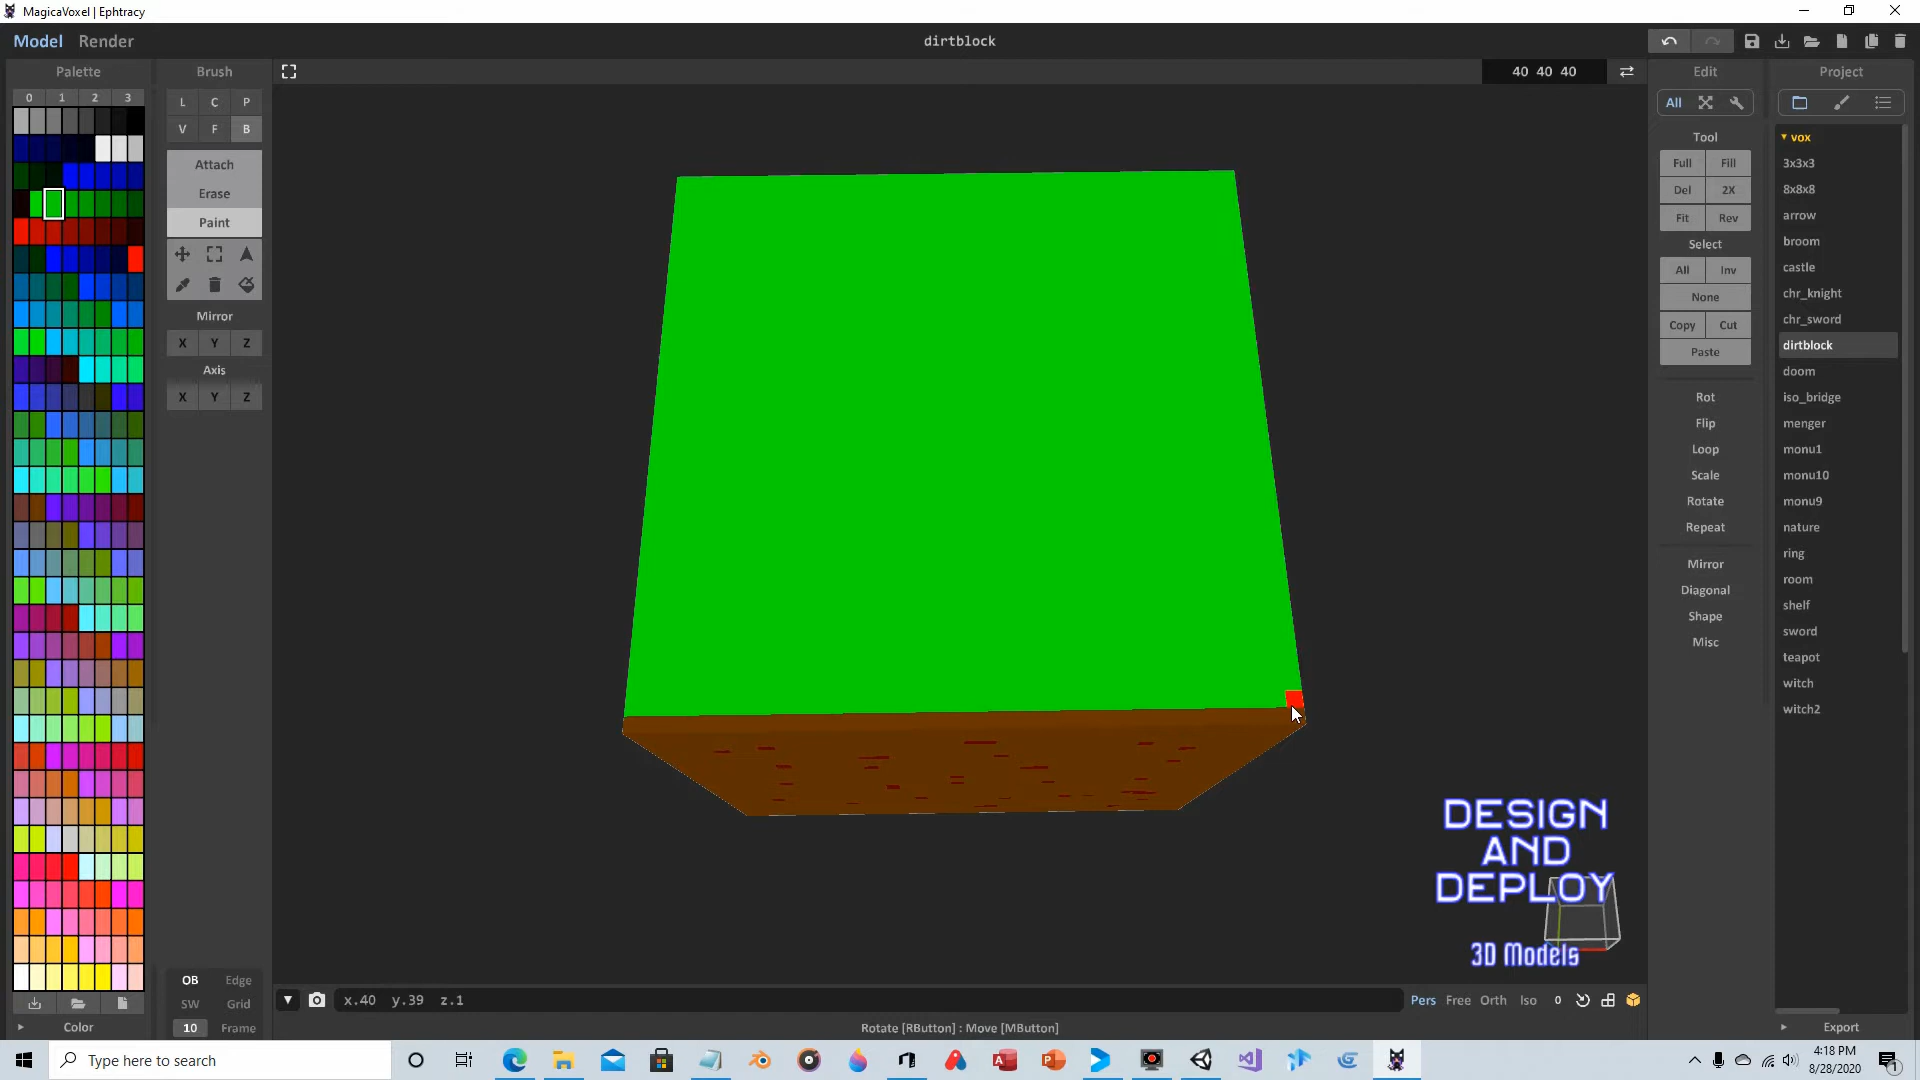 MagicaVoxel | Ephtracy
Model Render
dirtblock
Palette
Brush
40 40 40
Edit
Project
0 1 2 3
L C P
V F B
Attach
Erase
Paint
Mirror
X Y Z
Axis
X Y Z
OB Edge
SW Grid
10 Frame
Color
All
Tool
Full Fill
Del 2X
Fit Rev
Select
All Inv
None
Copy Cut
Paste
Rot
Flip
Loop
Scale
Rotate
Repeat
Mirror
Diagonal
Shape
Misc
vox
3x3x3
8x8x8
arrow
broom
castle
chr_knight
chr_sword
dirtblock
doom
iso_bridge
menger
monu1
monu10
monu9
nature
ring
room
shelf
sword
teapot
witch
witch2
Export
DESIGN
AND
DEPLOY
3D Models
x.40 y.39 z.1
Pers Free Orth Iso 0
Rotate [RButton] : Move [MButton]
Type here to search
4:18 PM
8/28/2020
1